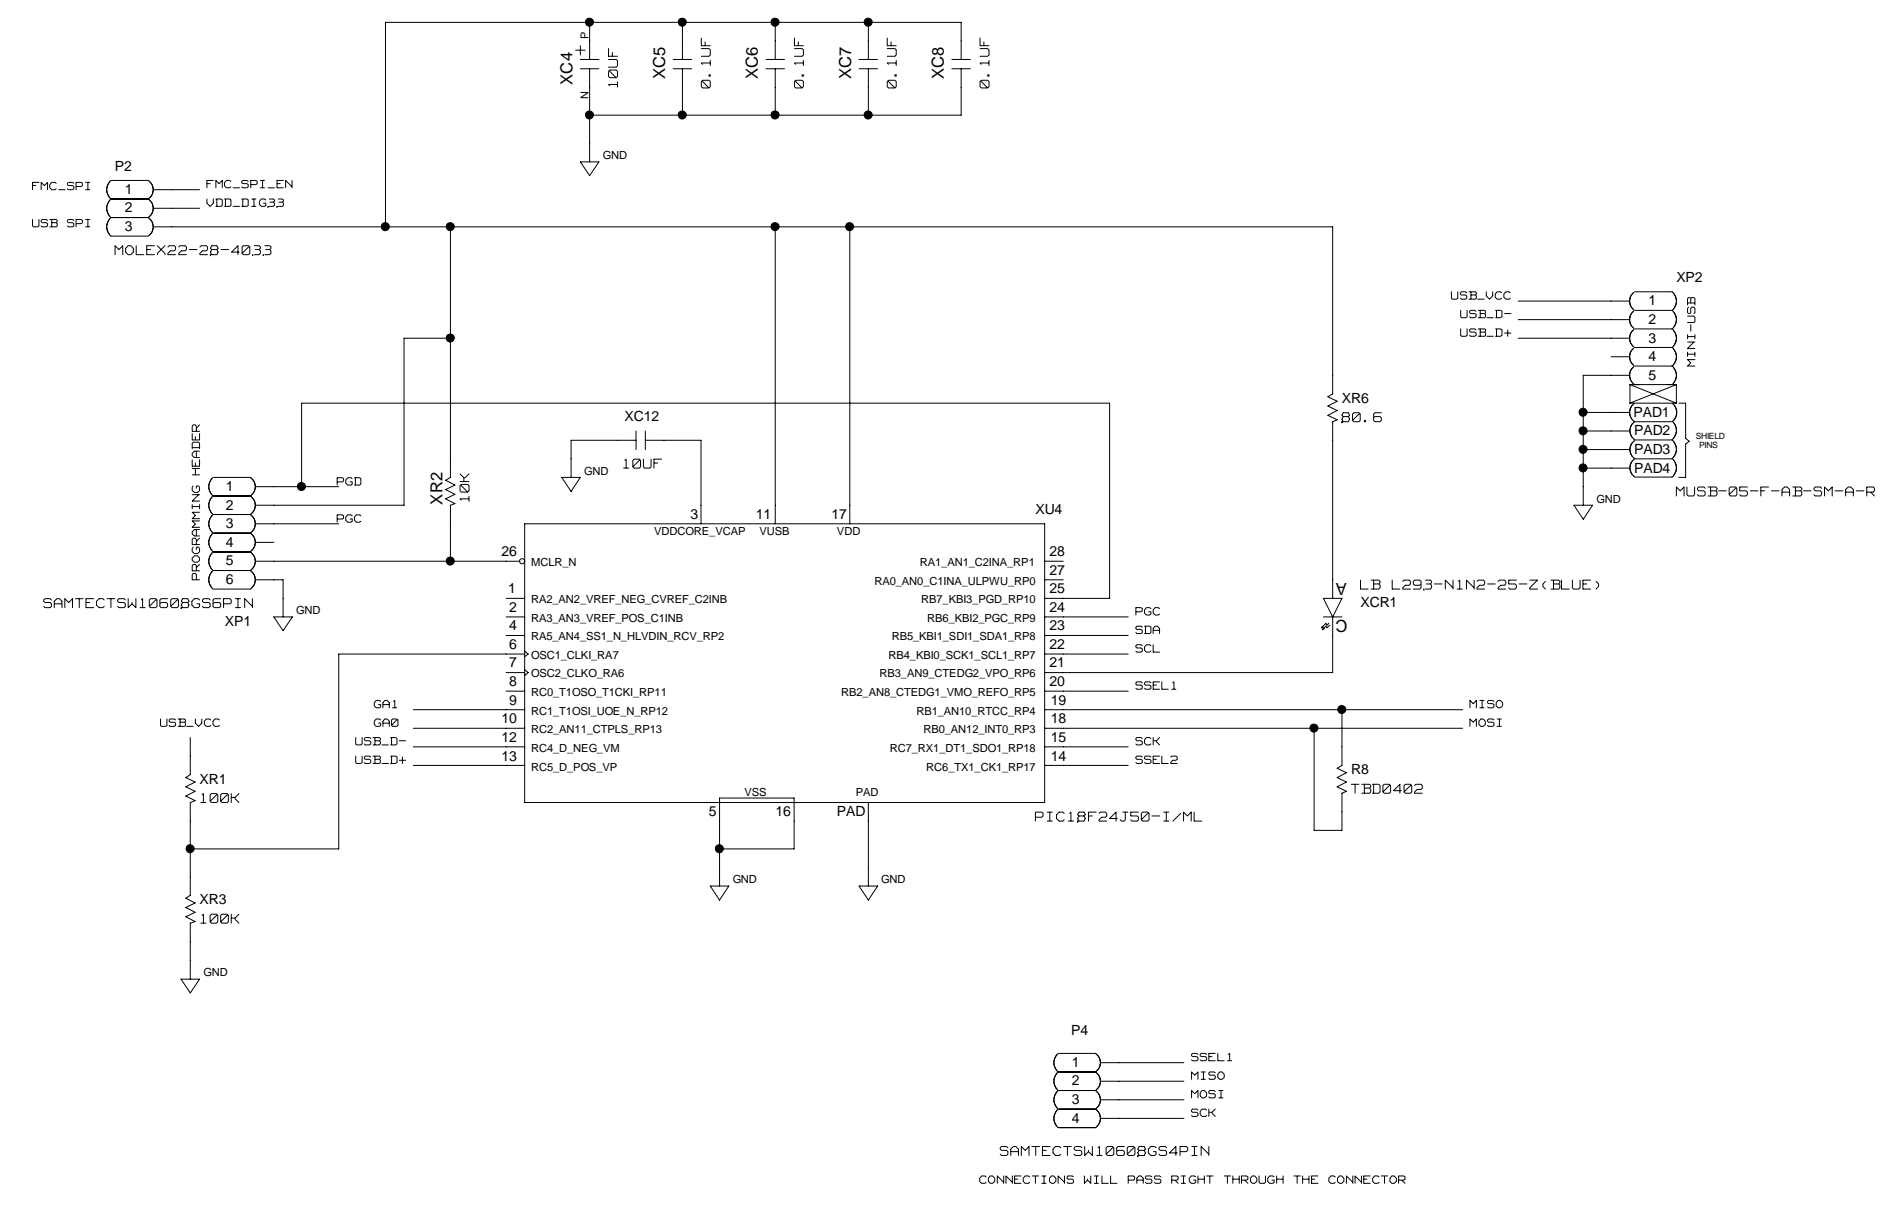 P
XC4
+
10UF
N
XC5
0.1UF
XC6
0.1UF
XC7
0.1UF
XC8
0.1UF
GND
P2
FMC_SPI
1
FMC_SPI_EN
2
VDD_DIG33
USB SPI
3
MOLEX22-28-4033
XP2
USB_VCC
1
USB_D-
2
USB_D+
3
4
5
MINI-USB
PAD1
PAD2
PAD3
PAD4
SHIELD
PINS
GND
MUSB-05-F-AB-SM-A-R
XR6
80.6
XC12
10UF
GND
PROGRAMMING HEADER
1
PGD
2
3
PGC
4
5
6
SAMTECTSW10608GS6PIN
XP1
GND
XR2
10K
XU4
3
VDDCORE_VCAP
11
VUSB
17
VDD
26
MCLR_N
1
RA2_AN2_VREF_NEG_CVREF_C2INB
2
RA3_AN3_VREF_POS_C1INB
4
RA5_AN4_SS1_N_HLVDIN_RCV_RP2
6
OSC1_CLKI_RA7
7
OSC2_CLKO_RA6
8
RC0_T1OSO_T1CKI_RP11
GA1
9
RC1_T1OSI_UOE_N_RP12
GA0
10
RC2_AN11_CTPLS_RP13
USB_D-
12
RC4_D_NEG_VM
USB_D+
13
RC5_D_POS_VP
RA1_AN1_C2INA_RP1
28
RA0_AN0_C1INA_ULPWU_RP0
27
RB7_KBI3_PGD_RP10
25
RB6_KBI2_PGC_RP9
24
PGC
RB5_KBI1_SDI1_SDA1_RP8
23
SDA
RB4_KBI0_SCK1_SCL1_RP7
22
SCL
RB3_AN9_CTEDG2_VPO_RP6
21
RB2_AN8_CTEDG1_VMO_REFO_RP5
20
SSEL1
RB1_AN10_RTCC_RP4
19
MISO
RB0_AN12_INT0_RP3
18
MOSI
RC7_RX1_DT1_SDO1_RP18
15
SCK
RC6_TX1_CK1_RP17
14
SSEL2
VSS
5
16
PAD
PAD
PIC18F24J50-I/ML
GND
GND
A
LB L293-N1N2-25-Z(BLUE)
XCR1
C
R8
TBD0402
USB_VCC
XR1
100K
XR3
100K
GND
P4
1
SSEL1
2
MISO
3
MOSI
4
SCK
SAMTECTSW10608GS4PIN
CONNECTIONS WILL PASS RIGHT THROUGH THE CONNECTOR